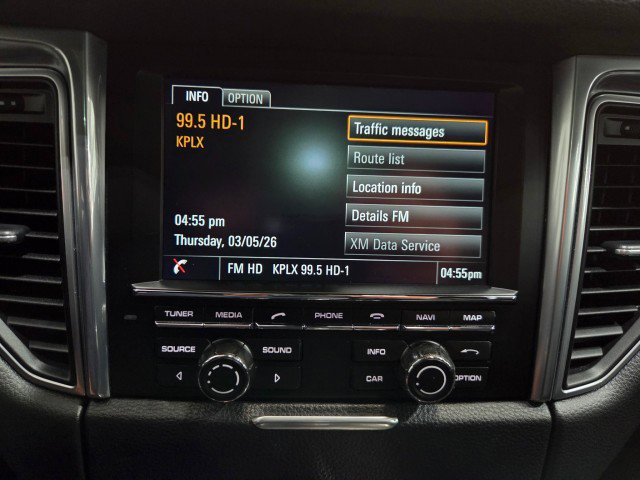 INFO OPTION
99.5 HD-1
KPLX
Traffic messages
Route list
Location info
Details FM
XM Data Service
04:55 pm
Thursday, 03/05/26
FM HD KPLX 99.5 HD-1 04:55pm
TUNER MEDIA PHONE NAVI MAP
SOURCE SOUND INFO
CAR OPTION